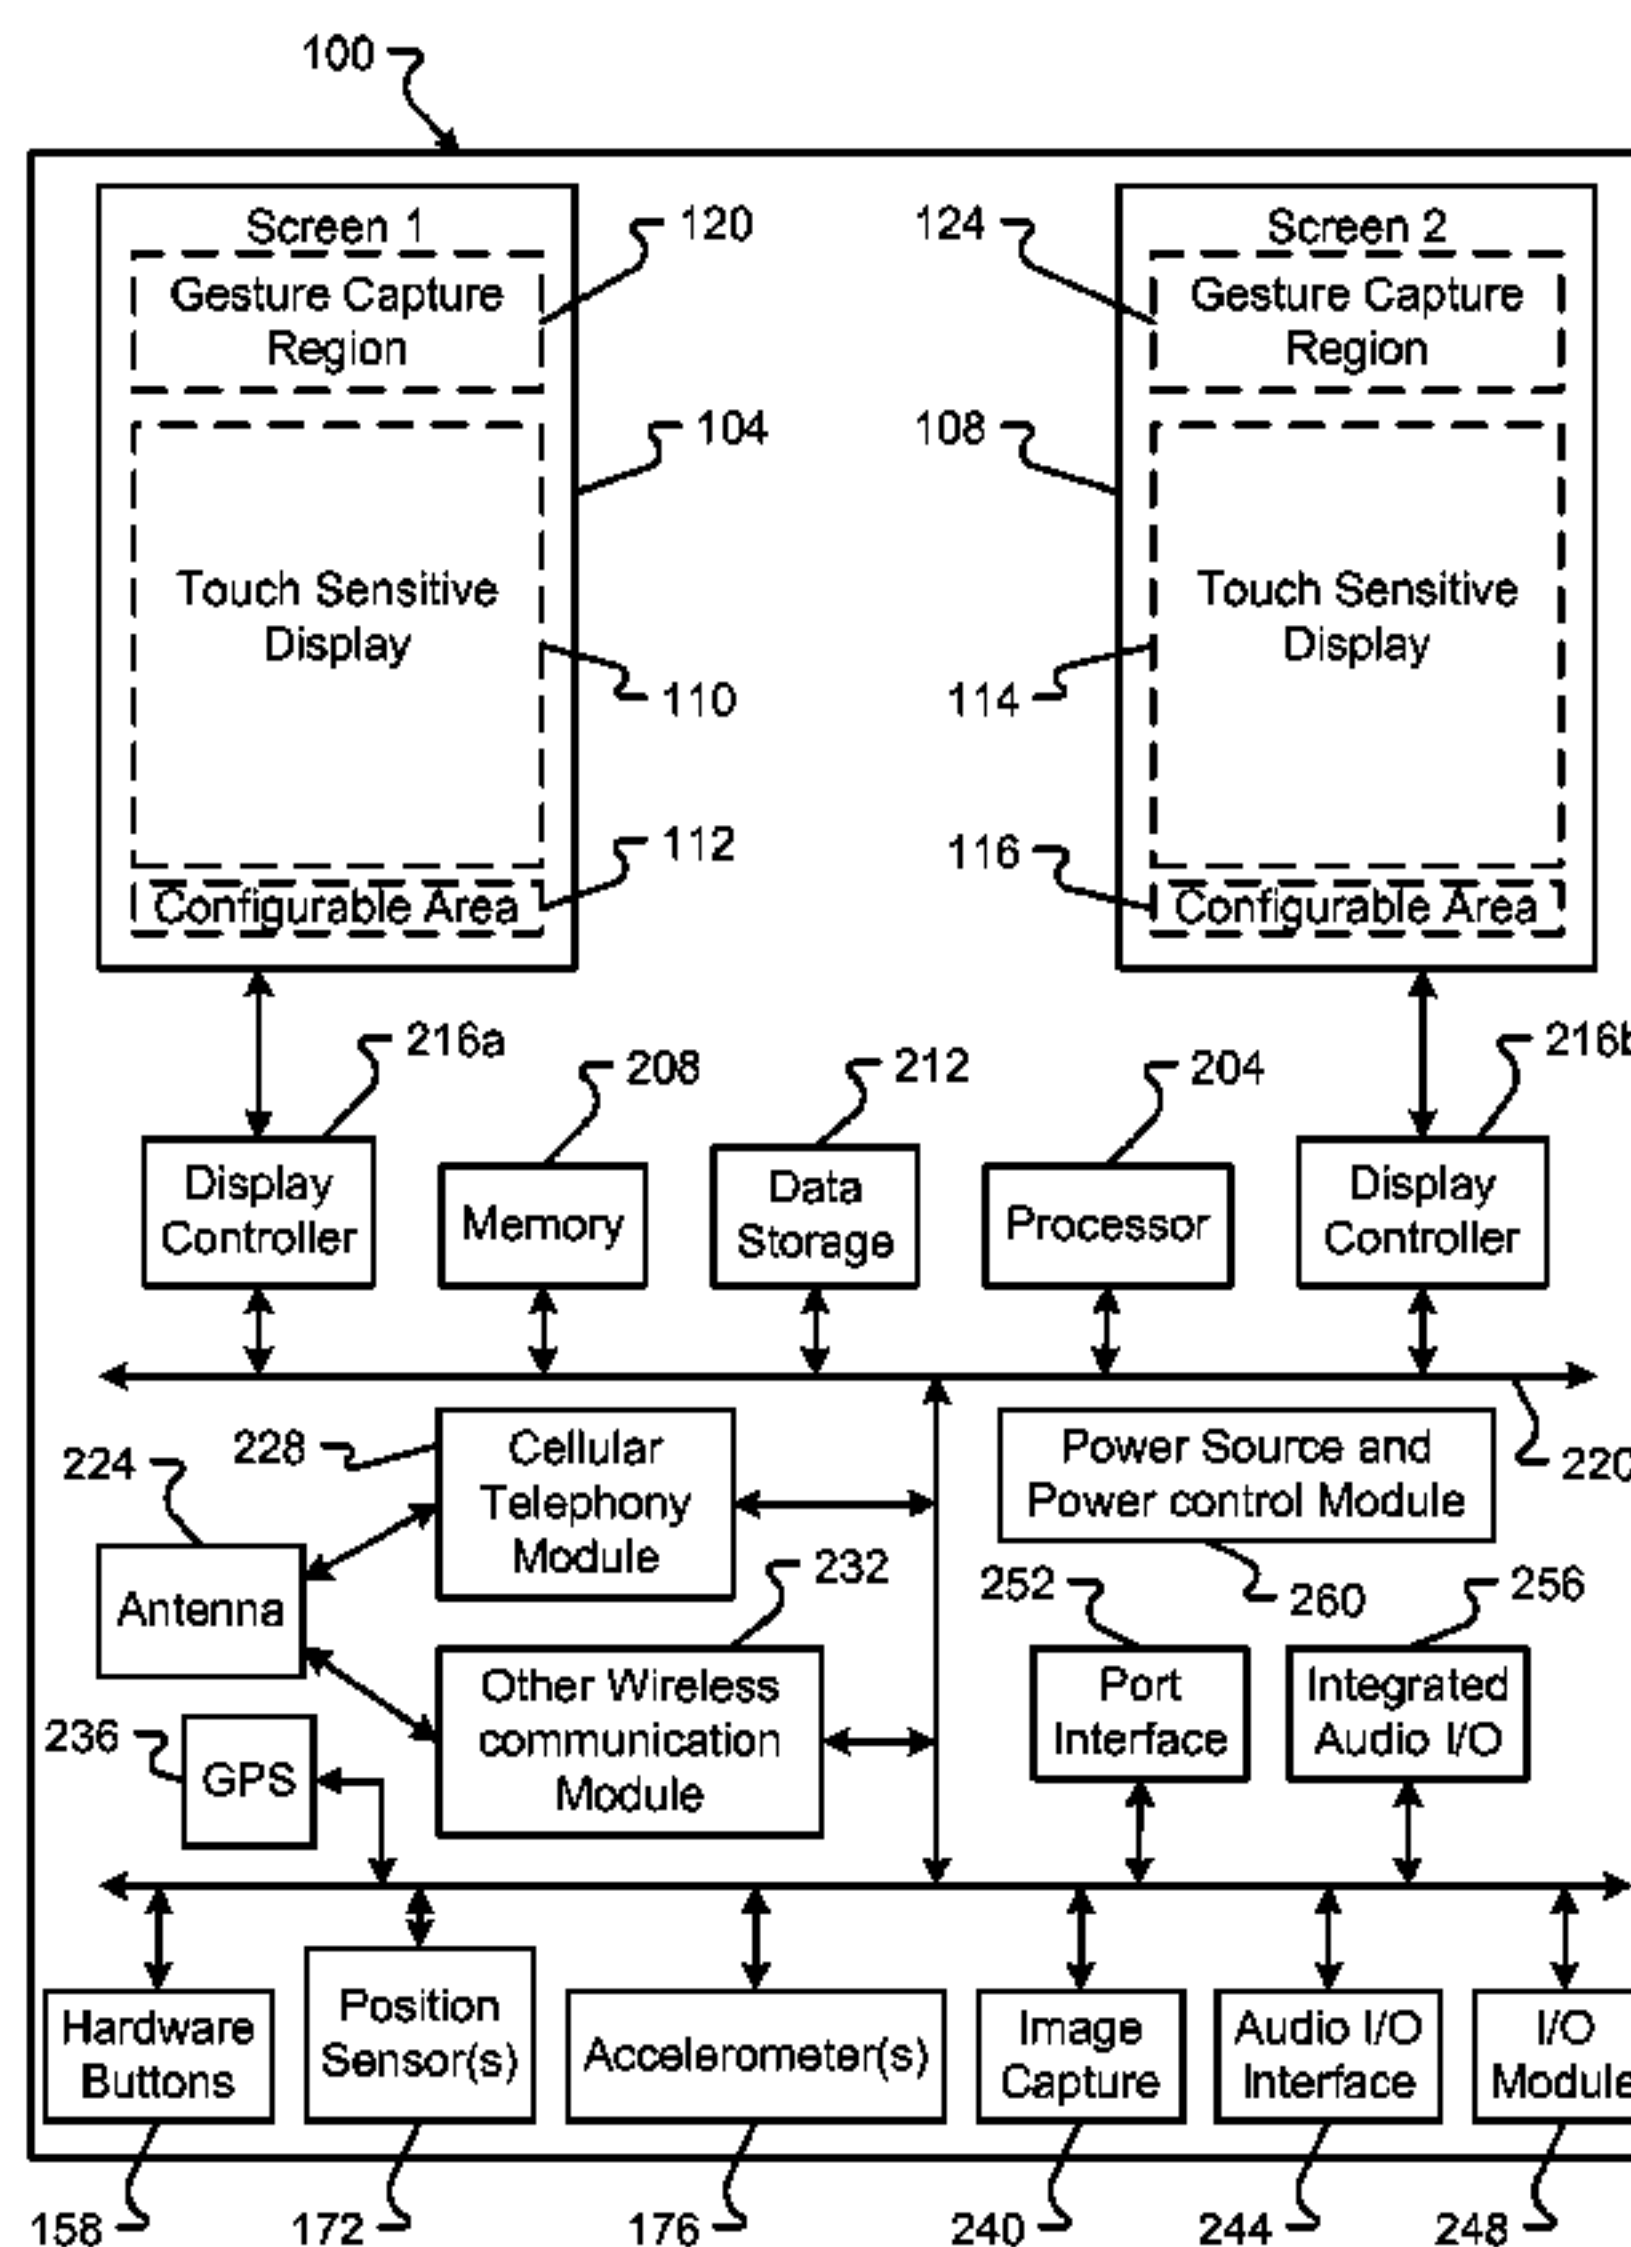 100
Screen 1
120
124
Screen 2
Gesture Capture
Region
Gesture Capture
Region
104
108
Touch Sensitive
Display
Touch Sensitive
Display
110
114
112
116
Configurable Area
Configurable Area
216a
208
212
204
216b
Display
Controller
Memory
Data
Storage
Processor
Display
Controller
228
Cellular
Telephony
Module
Power Source and
Power control Module
220
224
232
252
260
256
Antenna
Other Wireless
communication
Module
Port
Interface
Integrated
Audio I/O
236
GPS
Hardware
Buttons
Position
Sensor(s)
Accelerometer(s)
Image
Capture
Audio I/O
Interface
I/O
Module
158
172
176
240
244
248